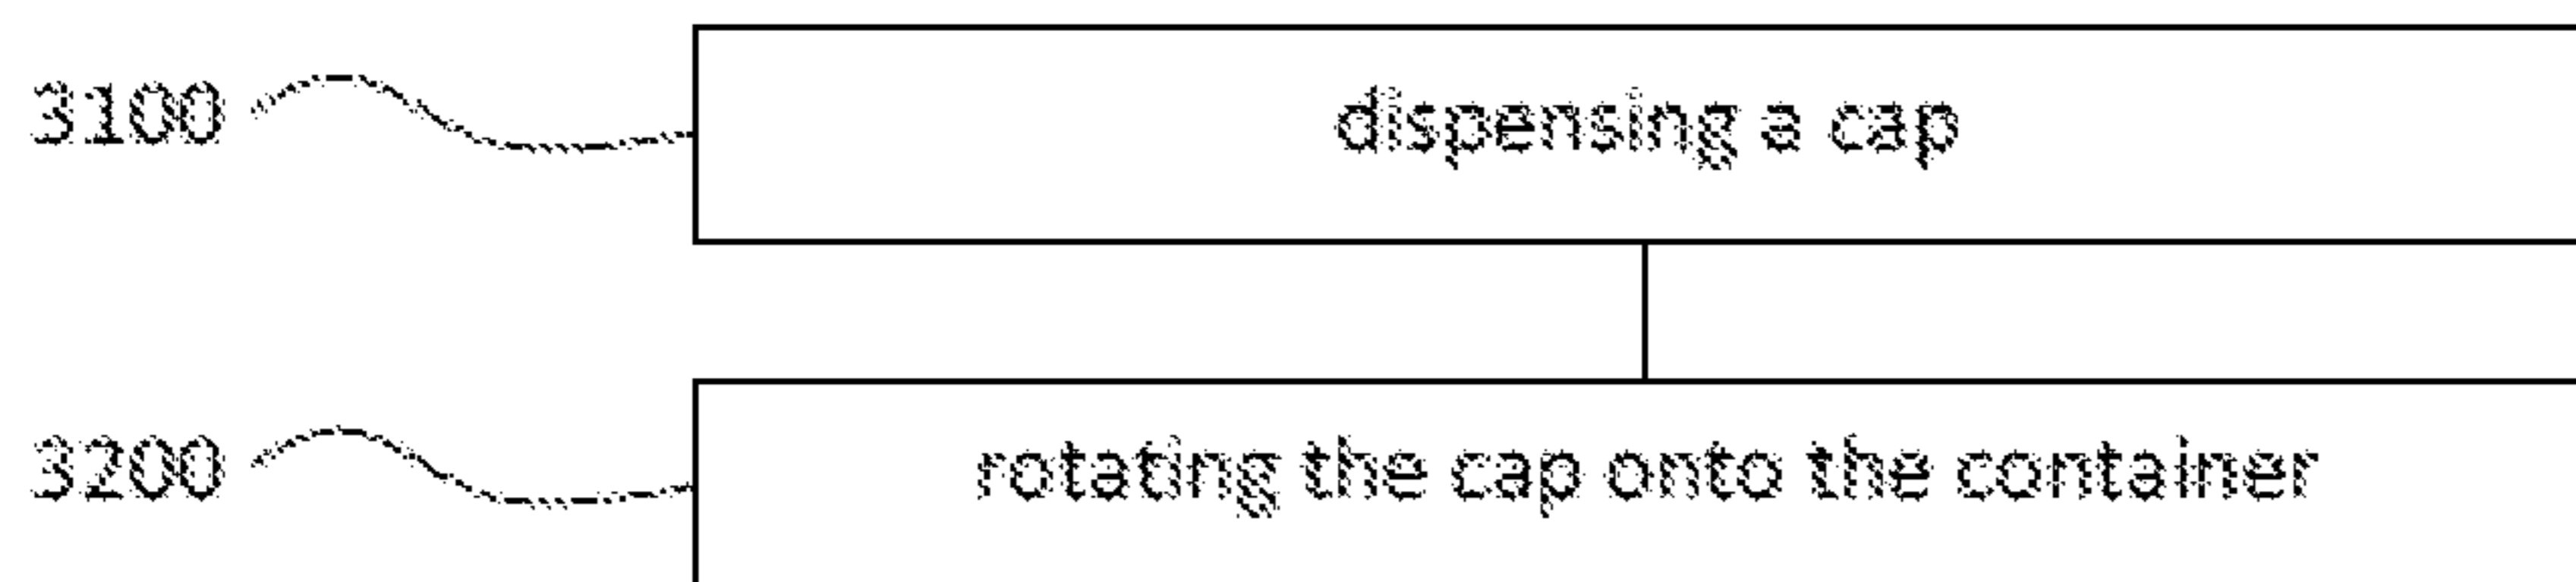 3100 dispensing a cap
3200 rotating the cap onto the container